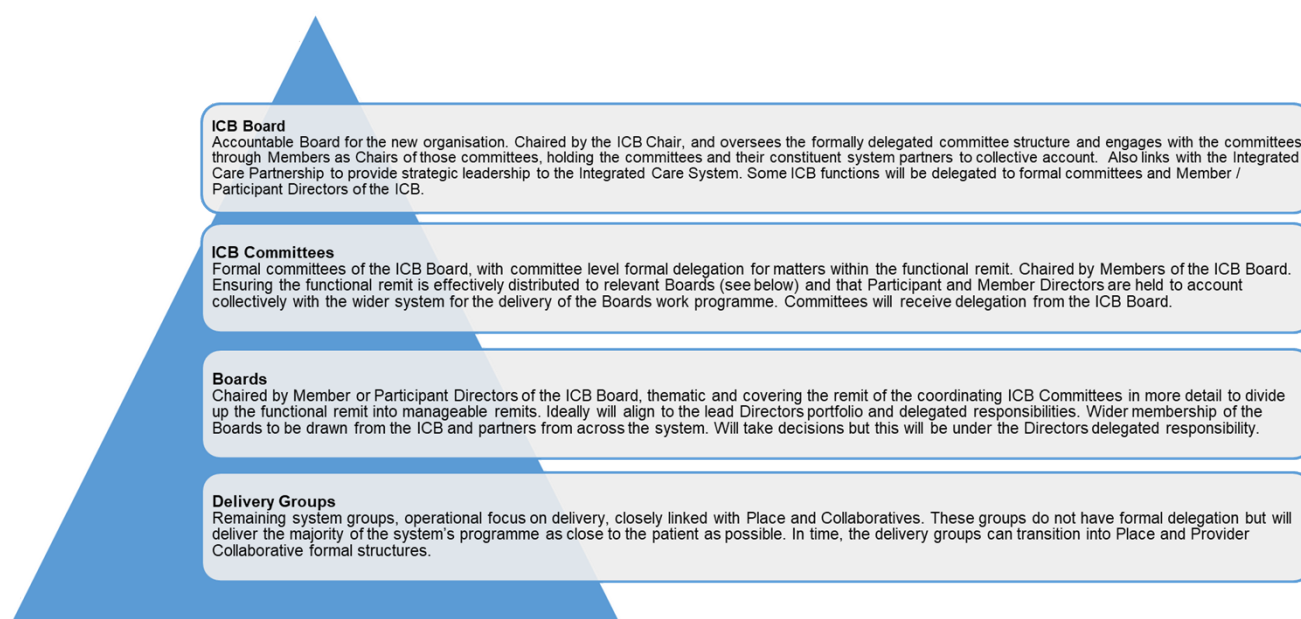 ICB Board
Accountable Board for the new organisation. Chaired by the ICB Chair, and oversees the formally delegated committee structure and engages with the committees
through Members as Chairs of those committees, holding the committees and their constituent system partners to collective account. Also links with the Integrated
Care Partnership to provide strategic leadership to the Integrated Care System. Some ICB functions will be delegated to formal committees and Member /
Participant Directors of the ICB.
ICB Committees
Formal committees of the ICB Board, with committee level formal delegation for matters within the functional remit. Chaired by Members of the ICB Board.
Ensuring the functional remit is effectively distributed to relevant Boards (see below) and that Participant and Member Directors are held to account
collectively with the wider system for the delivery of the Boards work programme. Committees will receive delegation from the ICB Board.
Boards
Chaired by Member or Participant Directors of the ICB Board, thematic and covering the remit of the coordinating ICB Committees in more detail to divide
up the functional remit into manageable remits. Ideally will align to the lead Directors portfolio and delegated responsibilities. Wider membership of the
Boards to be drawn from the ICB and partners from across the system. Will take decisions but this will be under the Directors delegated responsibility.
Delivery Groups
Remaining system groups, operational focus on delivery, closely linked with Place and Collaboratives. These groups do not have formal delegation but will
deliver the majority of the system's programme as close to the patient as possible. In time, the delivery groups can transition into Place and Provider
Collaborative formal structures.